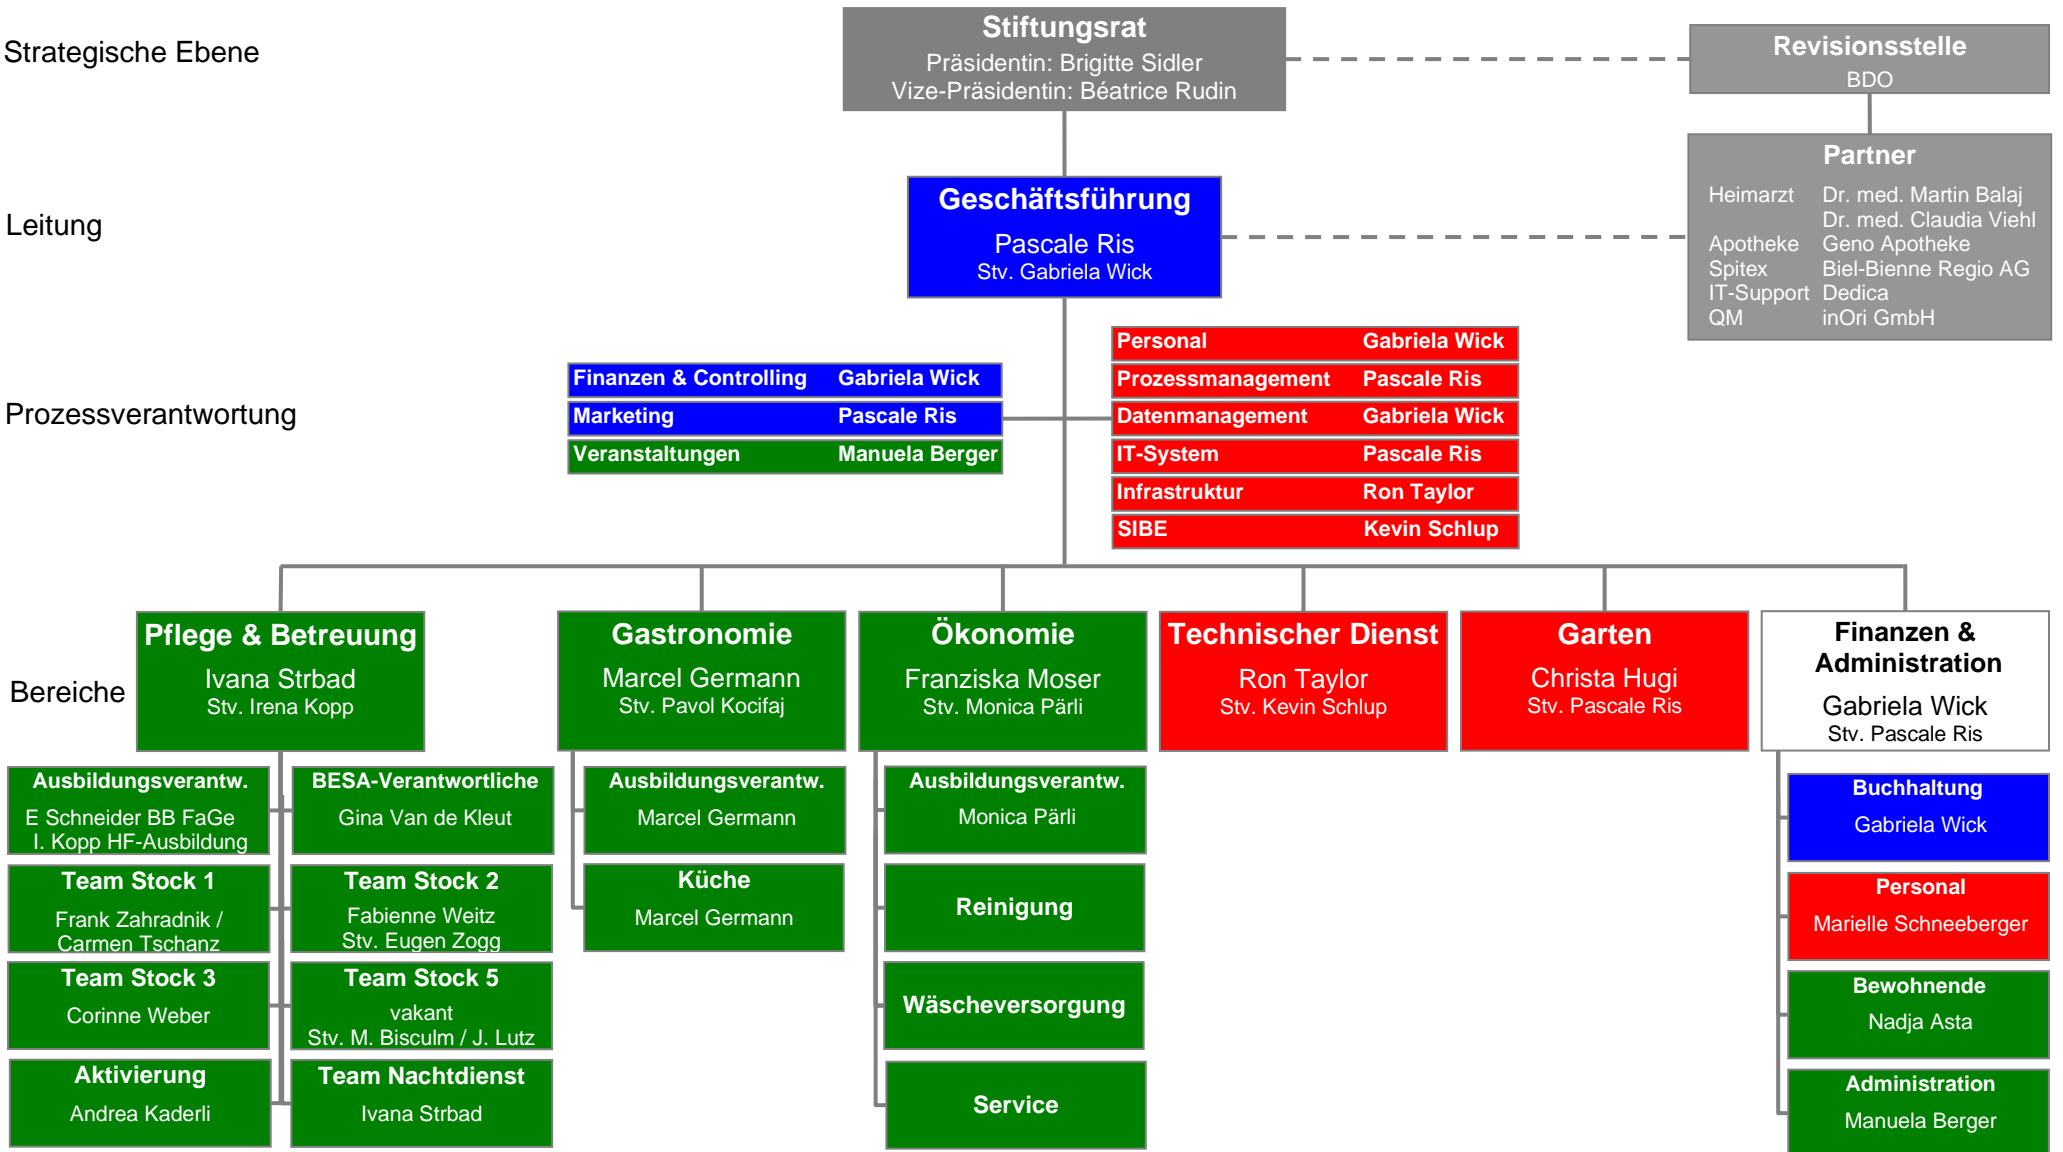 Strategische Ebene
Stiftungsrat
Präsidentin: Brigitte Sidler
Vize-Präsidentin: Béatrice Rudin
Revisionsstelle
BDO
Partner
Heimarzt Dr. med. Martin Balaj
Dr. med. Claudia Viehl
Apotheke Geno Apotheke
Spitex Biel-Bienne Regio AG
IT-Support Dedica
QM inOri GmbH
Leitung
Geschäftsführung
Pascale Ris
Stv. Gabriela Wick
Prozessverantwortung
Finanzen & Controlling Gabriela Wick
Marketing Pascale Ris
Veranstaltungen Manuela Berger
Personal Gabriela Wick
Prozessmanagement Pascale Ris
Datenmanagement Gabriela Wick
IT-System Pascale Ris
Infrastruktur Ron Taylor
SIBE Kevin Schlup
Bereiche
Pflege & Betreuung
Ivana Strbad
Stv. Irena Kopp
Gastronomie
Marcel Germann
Stv. Pavol Kocifaj
Ökonomie
Franziska Moser
Stv. Monica Pärli
Technischer Dienst
Ron Taylor
Stv. Kevin Schlup
Garten
Christa Hugi
Stv. Pascale Ris
Finanzen &
Administration
Gabriela Wick
Stv. Pascale Ris
Ausbildungsverantw.
E Schneider BB FaGe
I. Kopp HF-Ausbildung
BESA-Verantwortliche
Gina Van de Kleut
Team Stock 1
Frank Zahradnik /
Carmen Tschanz
Team Stock 2
Fabienne Weitz
Stv. Eugen Zogg
Team Stock 3
Corinne Weber
Team Stock 5
vakant
Stv. M. Bisculm / J. Lutz
Aktivierung
Andrea Kaderli
Team Nachtdienst
Ivana Strbad
Ausbildungsverantw.
Marcel Germann
Küche
Marcel Germann
Ausbildungsverantw.
Monica Pärli
Reinigung
Wäscheversorgung
Service
Buchhaltung
Gabriela Wick
Personal
Marielle Schneeberger
Bewohnende
Nadja Asta
Administration
Manuela Berger